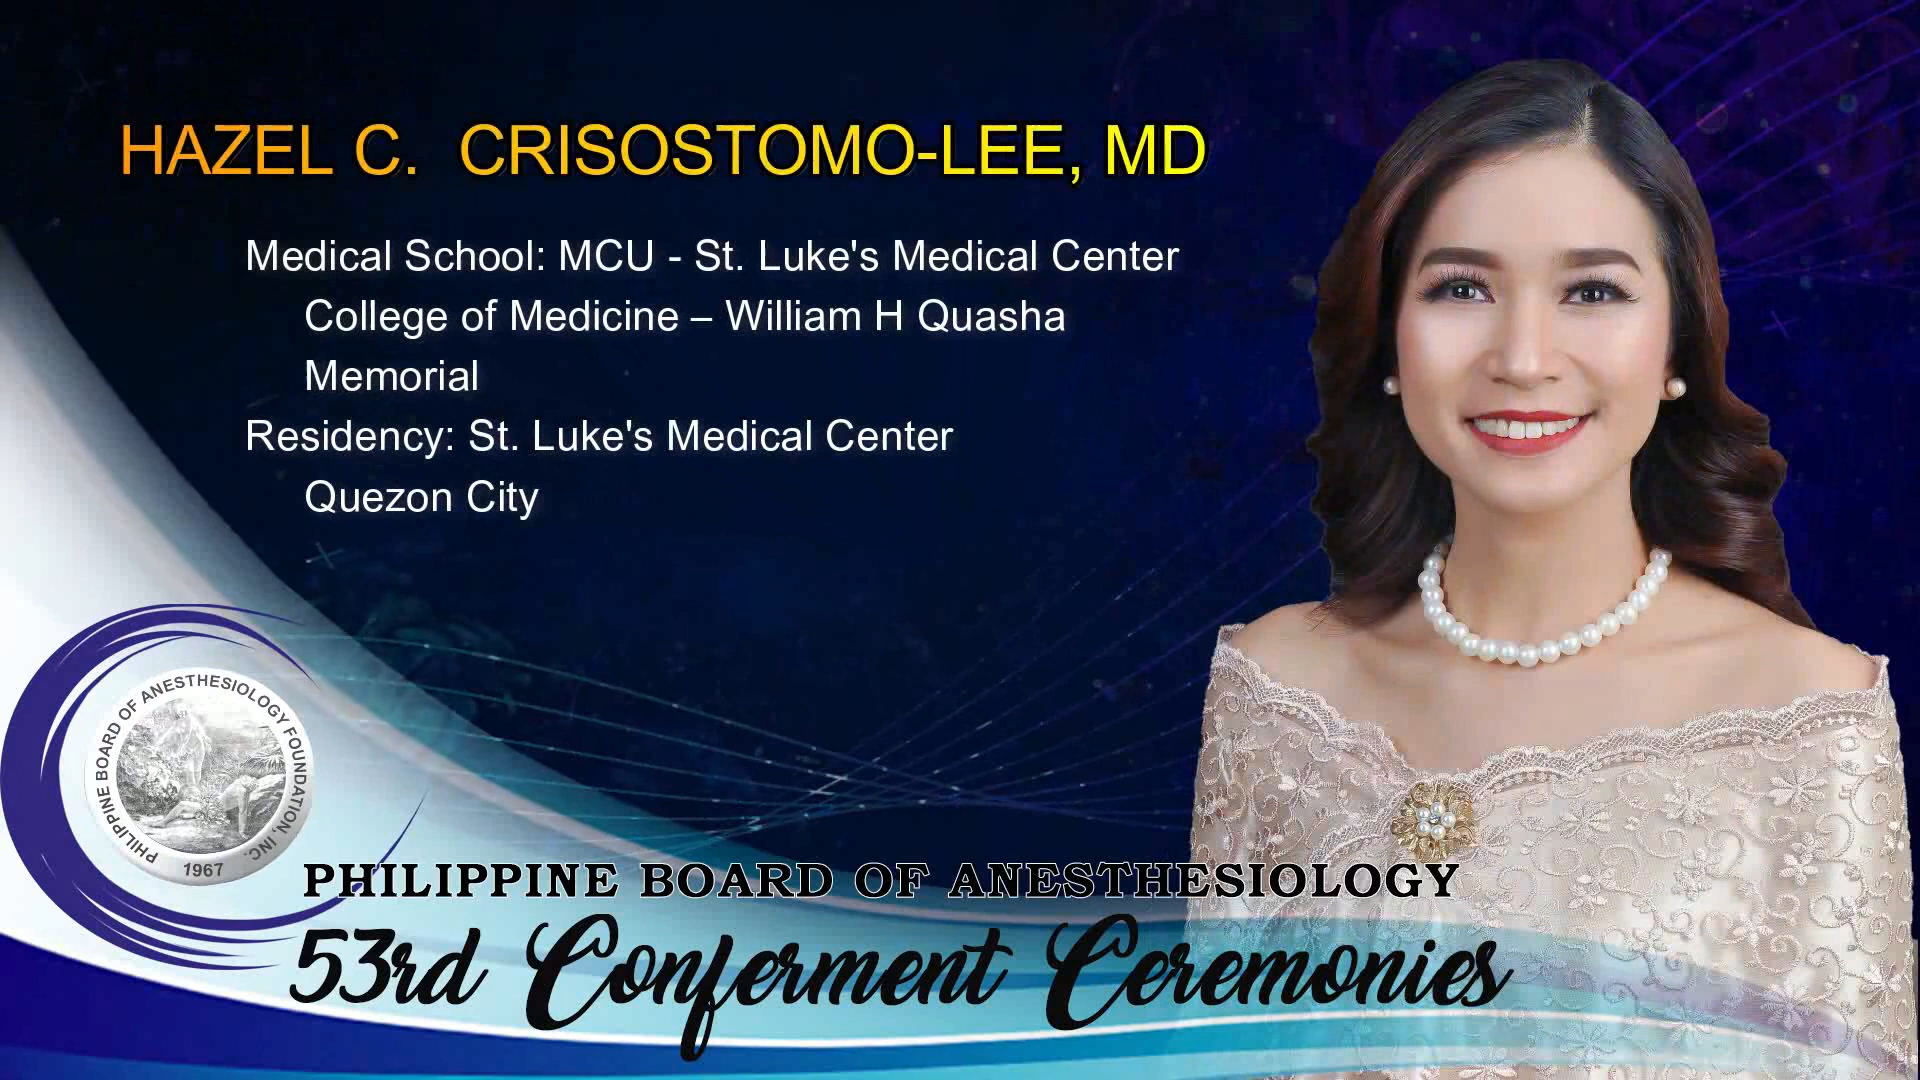 HAZEL C. CRISOSTOMO-LEE, MD
Medical School: MCU - St. Luke's Medical Center
College of Medicine – William H Quasha
Memorial
Residency: St. Luke's Medical Center
Quezon City
PHILIPPINE BOARD OF ANESTHESIOLOGY FOUNDATION, INC.
1967
PHILIPPINE BOARD OF ANESTHESIOLOGY
53rd Conferment Ceremonies